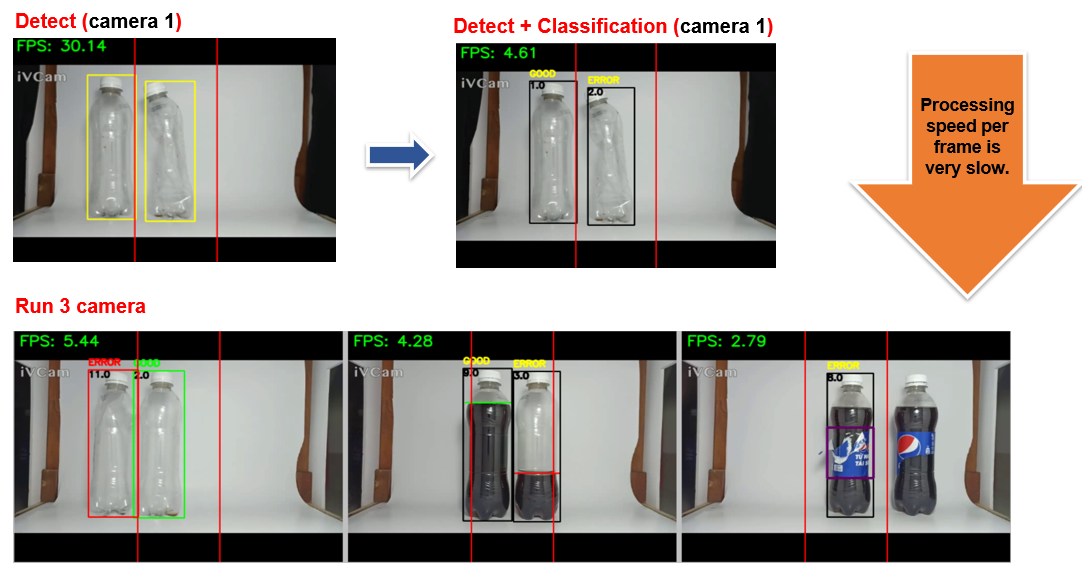 Detect (camera 1)
FPS: 30.14
iVCam
Detect + Classification (camera 1)
FPS: 4.61
iVCam
GOOD
1.0
ERROR
2.0
Processing
speed per
frame is
very slow.
Run 3 camera
FPS: 5.44
iVCam
ERROR
11.0
GOOD
2.0
FPS: 4.28
iVCam
GOOD
9.0
ERROR
3.0
FPS: 2.79
iVCam
ERROR
8.0